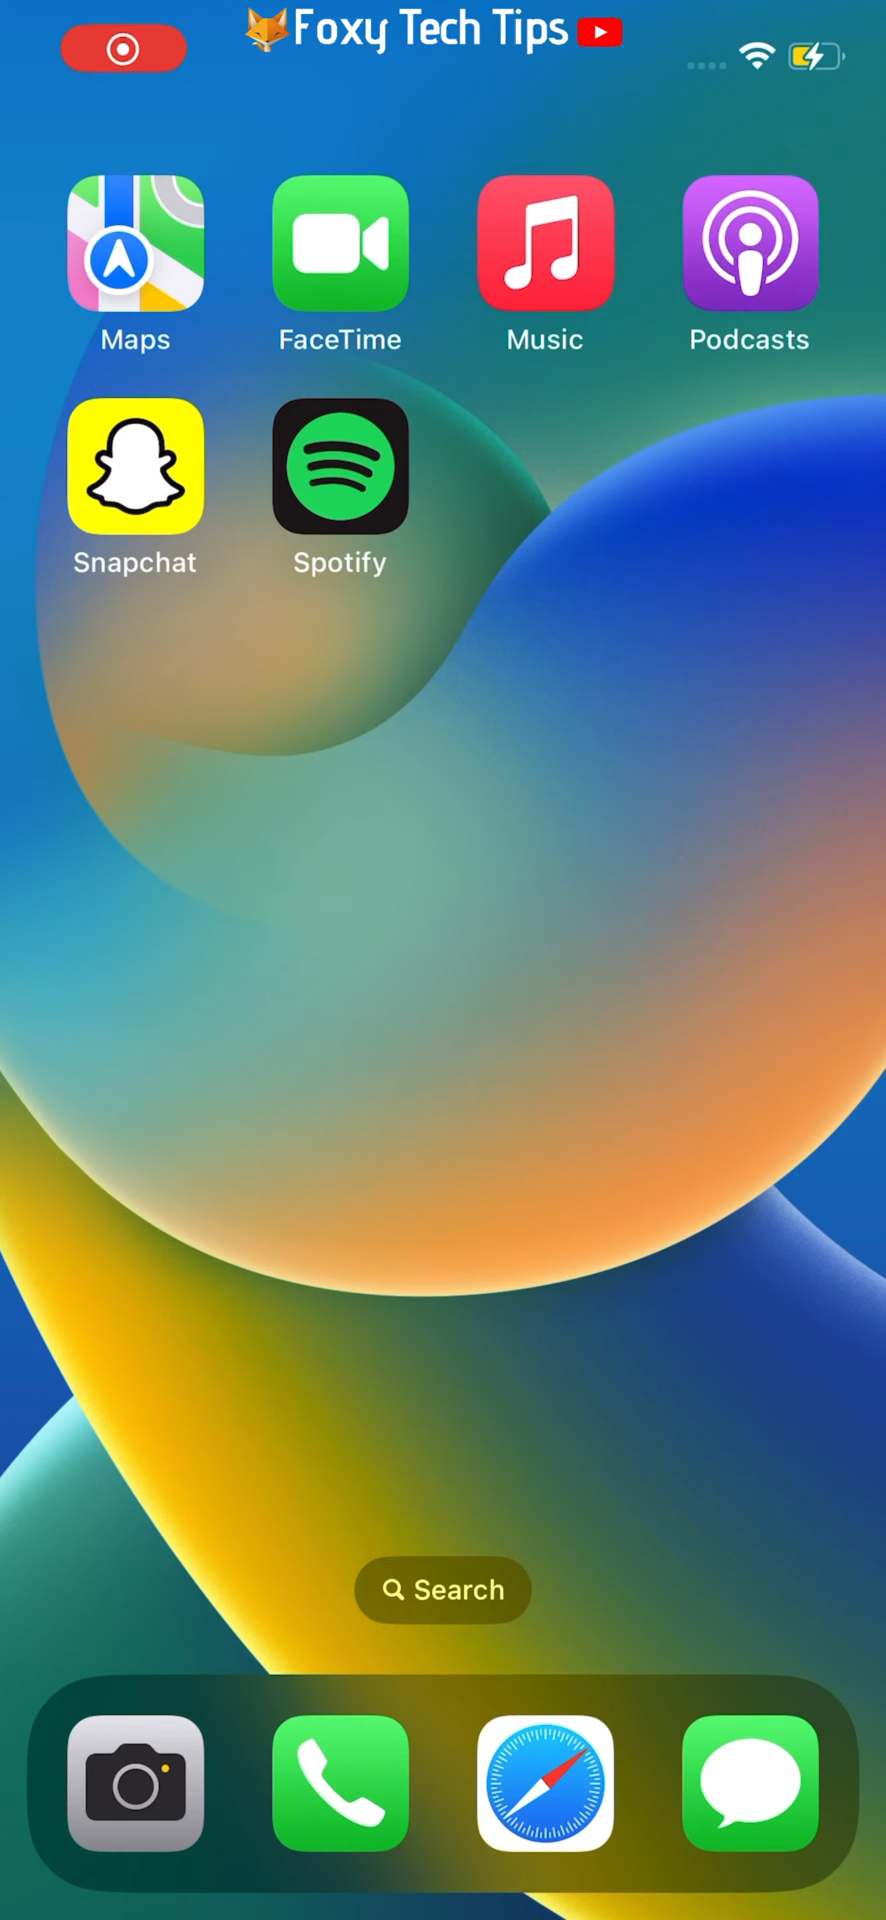 Foxy Tech Tips
Maps
FaceTime
Music
Podcasts
Snapchat
Spotify
Search